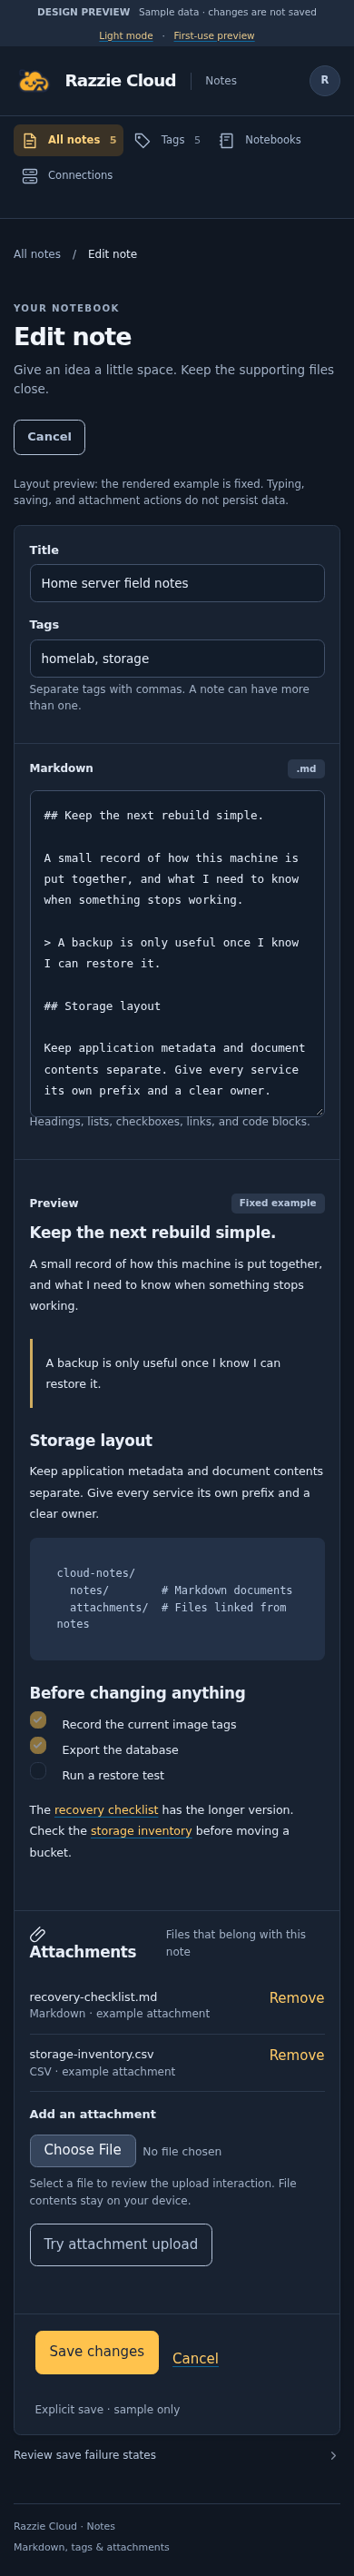 DESIGN PREVIEW Sample data · changes are not saved
Light mode · First-use preview
Razzie Cloud Notes R
All notes 5 Tags 5 Notebooks
Connections
All notes / Edit note
YOUR NOTEBOOK
Edit note
Give an idea a little space. Keep the supporting files
close.
Cancel
Layout preview: the rendered example is fixed. Typing,
saving, and attachment actions do not persist data.
Title
Home server field notes
Tags
homelab, storage
Separate tags with commas. A note can have more
than one.
Markdown .md
## Keep the next rebuild simple.
A small record of how this machine is
put together, and what I need to know
when something stops working.
> A backup is only useful once I know
I can restore it.
## Storage layout
Keep application metadata and document
contents separate. Give every service
its own prefix and a clear owner.
Headings, lists, checkboxes, links, and code blocks.
Preview Fixed example
Keep the next rebuild simple.
A small record of how this machine is put together,
and what I need to know when something stops
working.
A backup is only useful once I know I can
restore it.
Storage layout
Keep application metadata and document contents
separate. Give every service its own prefix and a
clear owner.
cloud-notes/
notes/ # Markdown documents
attachments/ # Files linked from
notes
Before changing anything
Record the current image tags
Export the database
Run a restore test
The recovery checklist has the longer version.
Check the storage inventory before moving a
bucket.
Attachments Files that belong with this
note
recovery-checklist.md Remove
Markdown · example attachment
storage-inventory.csv Remove
CSV · example attachment
Add an attachment
Choose File No file chosen
Select a file to review the upload interaction. File
contents stay on your device.
Try attachment upload
Save changes Cancel
Explicit save · sample only
Review save failure states
Razzie Cloud · Notes
Markdown, tags & attachments